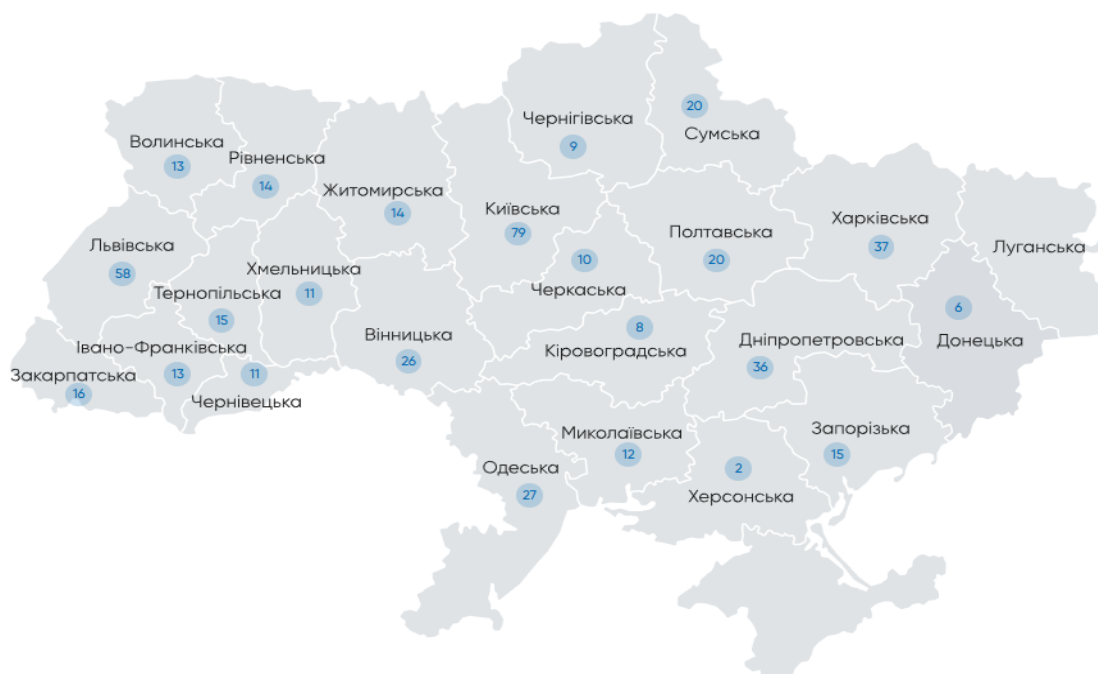 20
Чернігівська
Сумська
9
Волинська
13
Рівненська
14
Житомирська
14
Київська
79
Полтавська
20
Харківська
37
Луганська
Львівська
58
Хмельницька
11
10
Черкаська
Тернопільська
15
6
Донецька
8
Кіровоградська
Вінницька
26
Дніпропетровська
36
Івано-Франківська
13
11
Чернівецька
Закарпатська
16
Миколаївська
12
Запорізька
15
Одеська
27
2
Херсонська